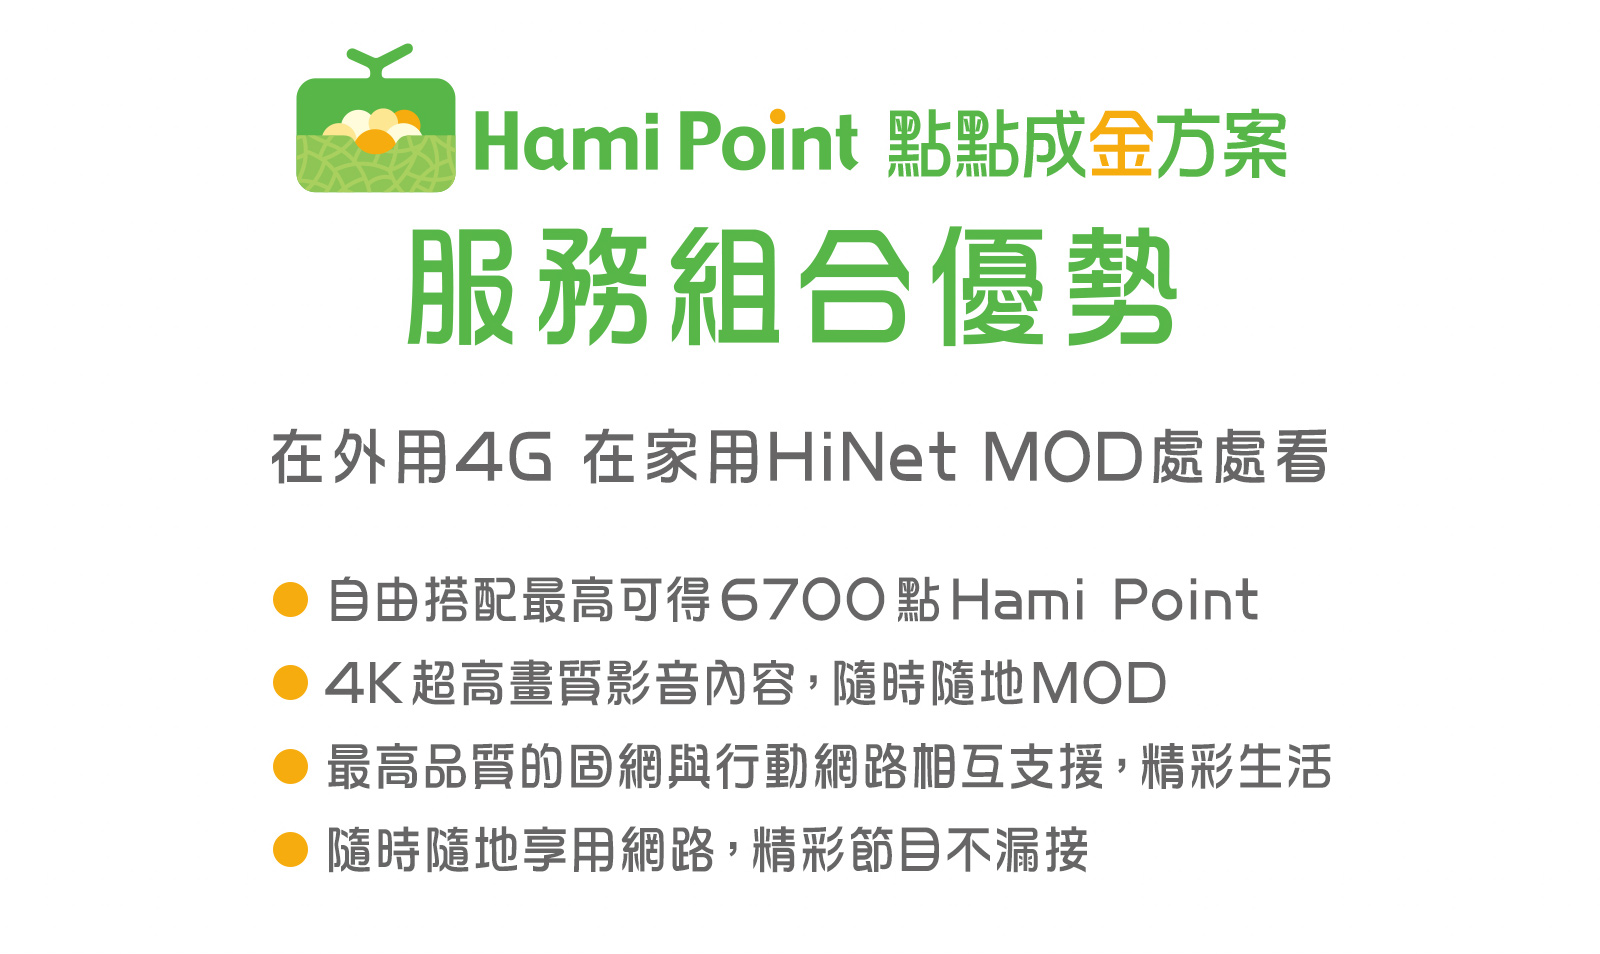 Hami Point 點點成金方案
服務組合優勢
在外用4G 在家用HiNet MOD處處看
自由搭配最高可得6700點Hami Point
4K超高畫質影音內容，隨時隨地MOD
最高品質的固網與行動網路相互支援，精彩生活
隨時隨地享用網路，精彩節目不漏接